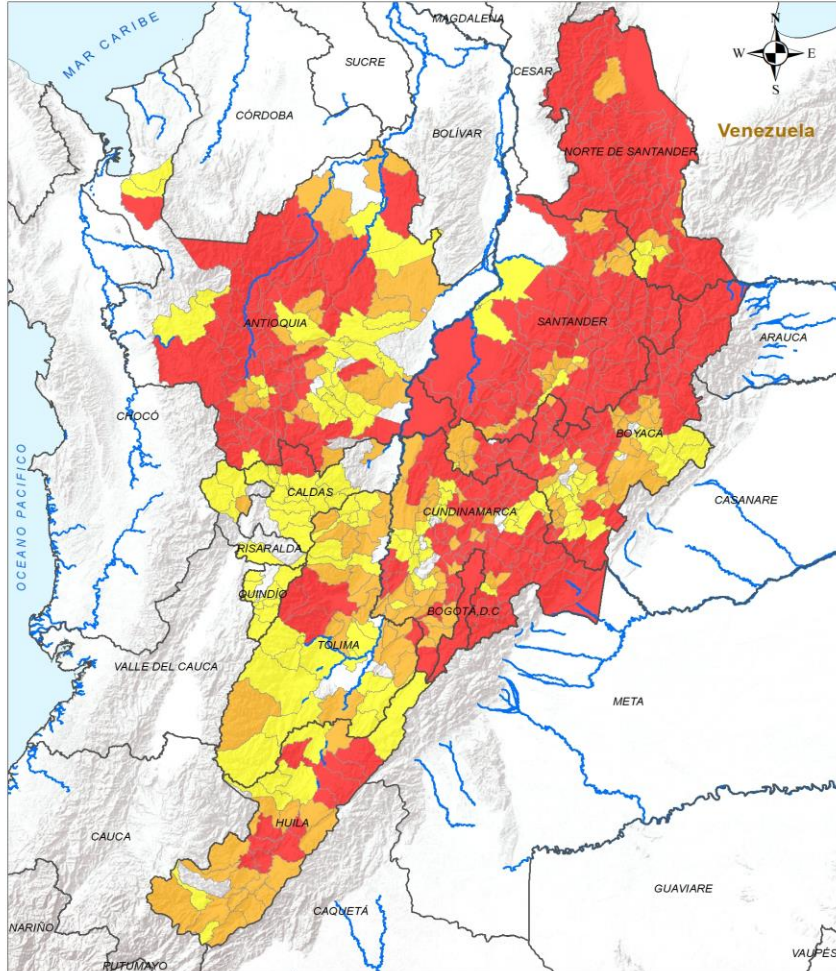 MAGDALENA
MAR CARIBE
SUCRE
CESAR
N
W E
S
CÓRDOBA
BOLÍVAR
Venezuela
NORTE DE SANTANDER
ANTIOQUIA
SANTANDER
ARAUCA
CHOCÓ
BOYACÁ
OCEANO PACIFICO
CALDAS
CASANARE
CUNDINAMARCA
RISARALDA
QUINDÍO
BOGOTÁ,D.C
TOLIMA
VALLE DEL CAUCA
META
HUILA
CAUCA
GUAVIARE
CAQUETÁ
NARIÑO
VAUPÉS
PUTUMAYO